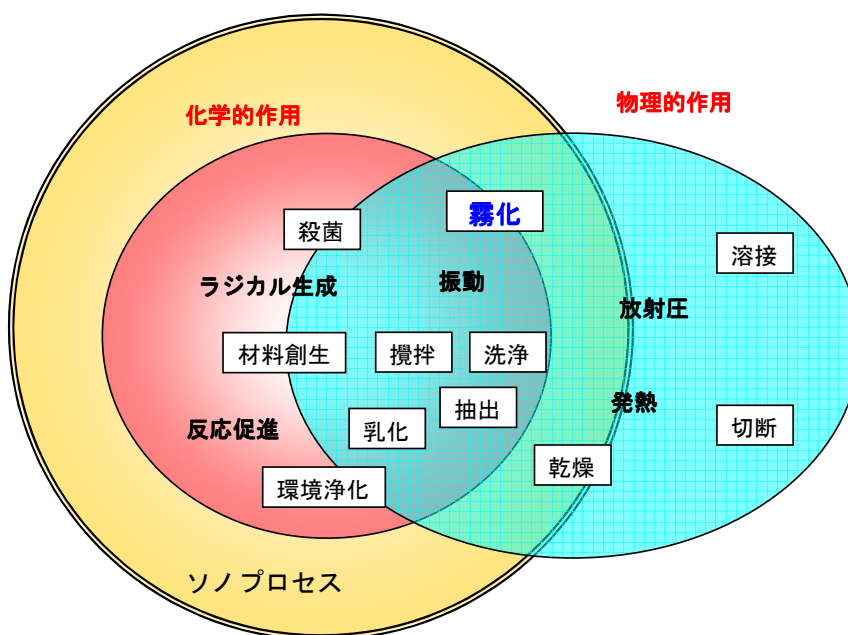 物理的作用
化学的作用
霧化
殺菌
溶接
振動
ラジカル生成
放射圧
材料創生
攪拌
洗浄
発熱
抽出
切断
乳化
反応促進
乾燥
環境浄化
ソノプロセス